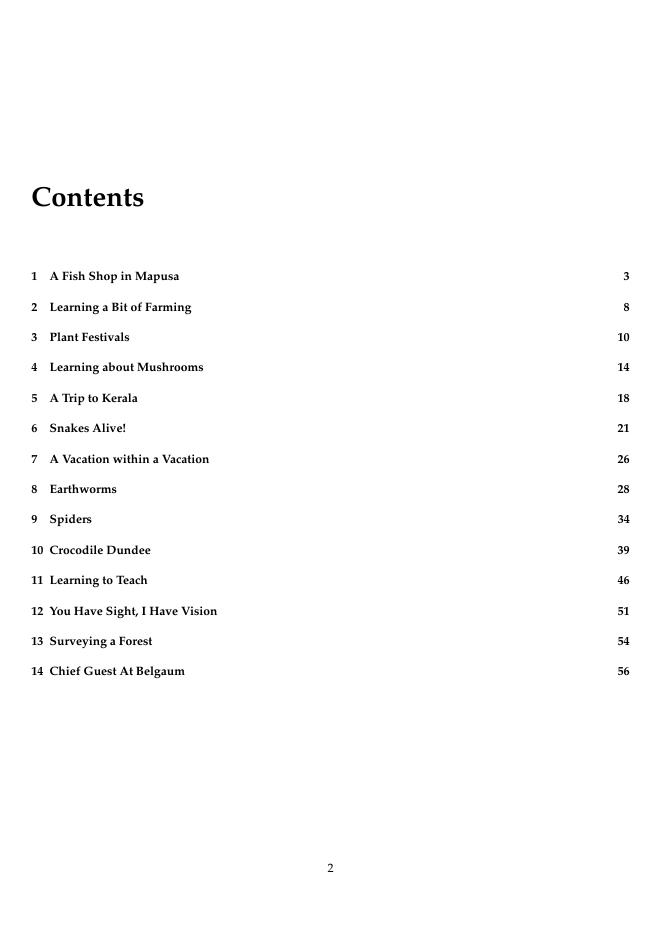 Contents
1 A Fish Shop in Mapusa 3
2 Learning a Bit of Farming 8
3 Plant Festivals 10
4 Learning about Mushrooms 14
5 A Trip to Kerala 18
6 Snakes Alive! 21
7 A Vacation within a Vacation 26
8 Earthworms 28
9 Spiders 34
10 Crocodile Dundee 39
11 Learning to Teach 46
12 You Have Sight, I Have Vision 51
13 Surveying a Forest 54
14 Chief Guest At Belgaum 56
2